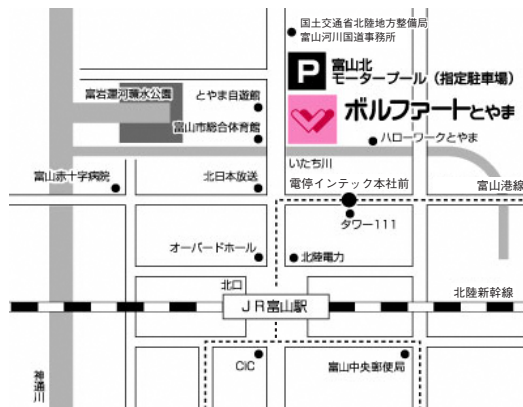 国土交通省北陸地方整備局
富山河川国道事務所
P
富山北
モータープール（指定駐車場）
富岩運河環水公園
とやま自遊館
ボルファートとやま
富山市総合体育館
ハローワークとやま
いたち川
富山赤十字病院
北日本放送
電停インテック本社前
富山港線
タワー111
オーバードホール
北陸電力
北口
北陸新幹線
JR富山駅
CiC
富山中央郵便局
神通川